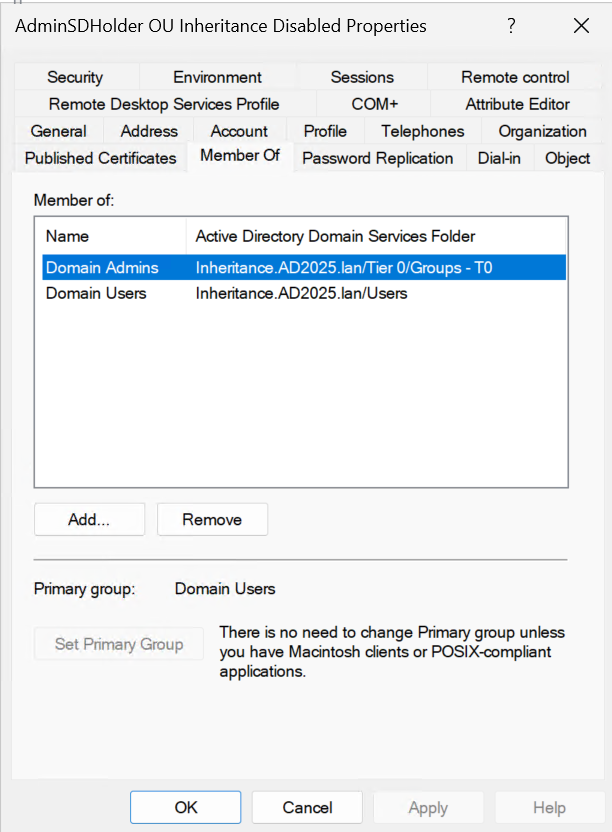 AdminSDHolder OU Inheritance Disabled Properties ? ✕
Security Environment Sessions Remote control
Remote Desktop Services Profile COM+ Attribute Editor
General Address Account Profile Telephones Organization
Published Certificates Member Of Password Replication Dial-in Object
Member of:
Name Active Directory Domain Services Folder
Domain Admins Inheritance.AD2025.lan/Tier 0/Groups - T0
Domain Users Inheritance.AD2025.lan/Users
Add... Remove
Primary group: Domain Users
Set Primary Group
There is no need to change Primary group unless
you have Macintosh clients or POSIX-compliant
applications.
OK Cancel Apply Help